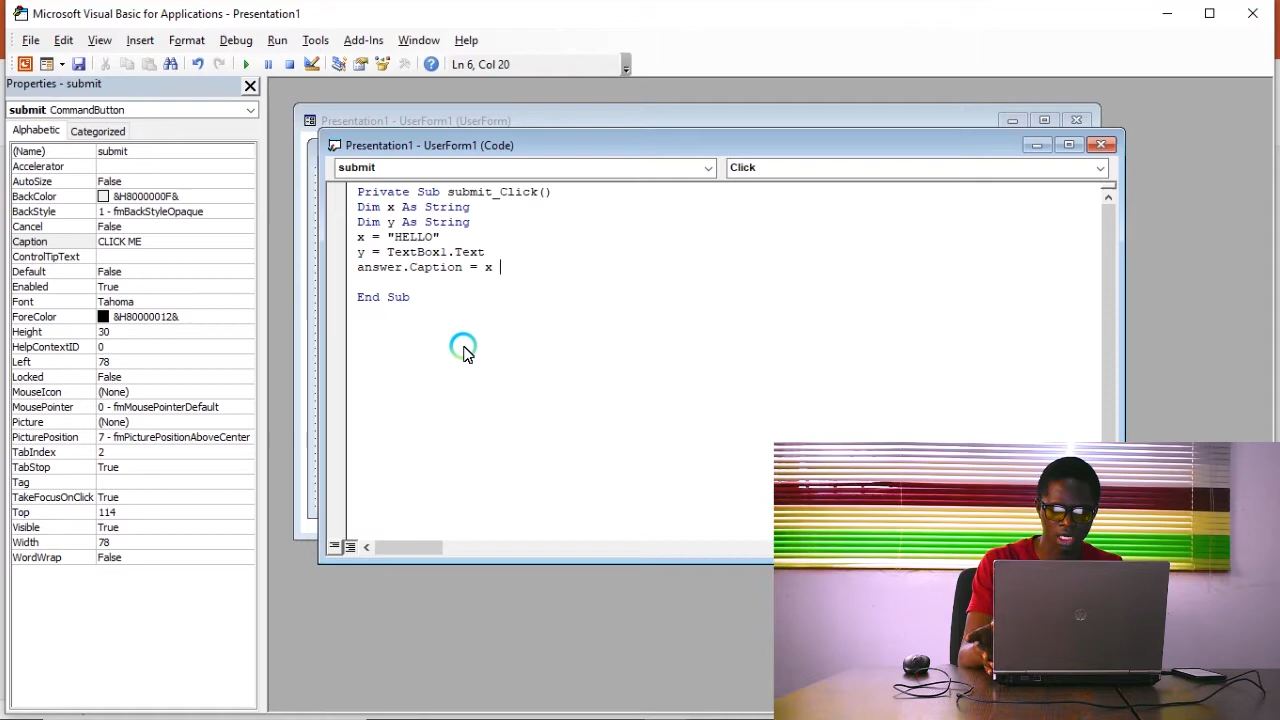 Microsoft Visual Basic for Applications - Presentation1
File Edit View Insert Format Debug Run Tools Add-Ins Window Help
Ln 6, Col 20
Properties - submit
submit CommandButton
Alphabetic Categorized
(Name) submit
Accelerator
AutoSize False
BackColor &H8000000F&
BackStyle 1 - fmBackStyleOpaque
Cancel False
Caption CLICK ME
ControlTipText
Default False
Enabled True
Font Tahoma
ForeColor &H80000012&
Height 30
HelpContextID 0
Left 78
Locked False
MouseIcon (None)
MousePointer 0 - fmMousePointerDefault
Picture (None)
PicturePosition 7 - fmPicturePositionAboveCenter
TabIndex 2
TabStop True
Tag
TakeFocusOnClick True
Top 114
Visible True
Width 78
WordWrap False
Presentation1 - UserForm1 (UserForm)
Presentation1 - UserForm1 (Code)
submit Click
Private Sub submit_Click()
Dim x As String
Dim y As String
x = "HELLO"
y = TextBox1.Text
answer.Caption = x
End Sub